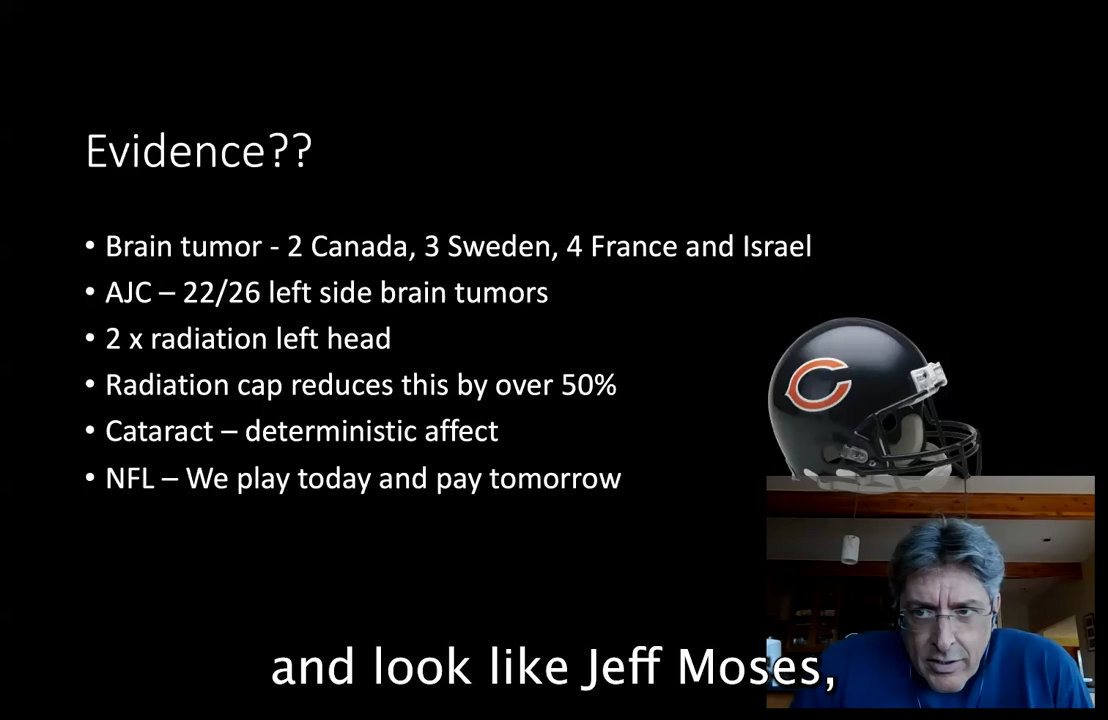 Evidence??
• Brain tumor - 2 Canada, 3 Sweden, 4 France and Israel
• AJC – 22/26 left side brain tumors
• 2 x radiation left head
• Radiation cap reduces this by over 50%
• Cataract – deterministic affect
• NFL – We play today and pay tomorrow
and look like Jeff Moses,